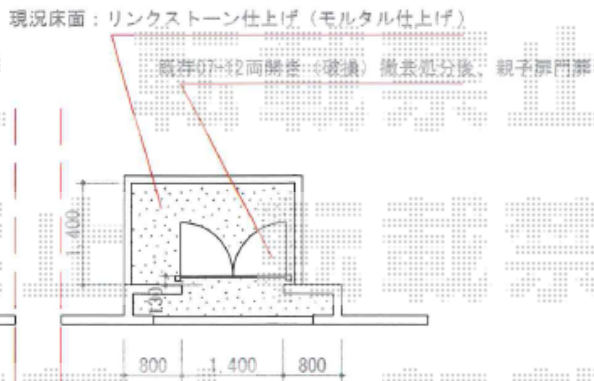 現況床面：リンクストーン仕上げ（モルタル仕上げ）
既存07-12両開き（破損）撤去処分後、親子扉門扉
1,400
130
800 1,400 800